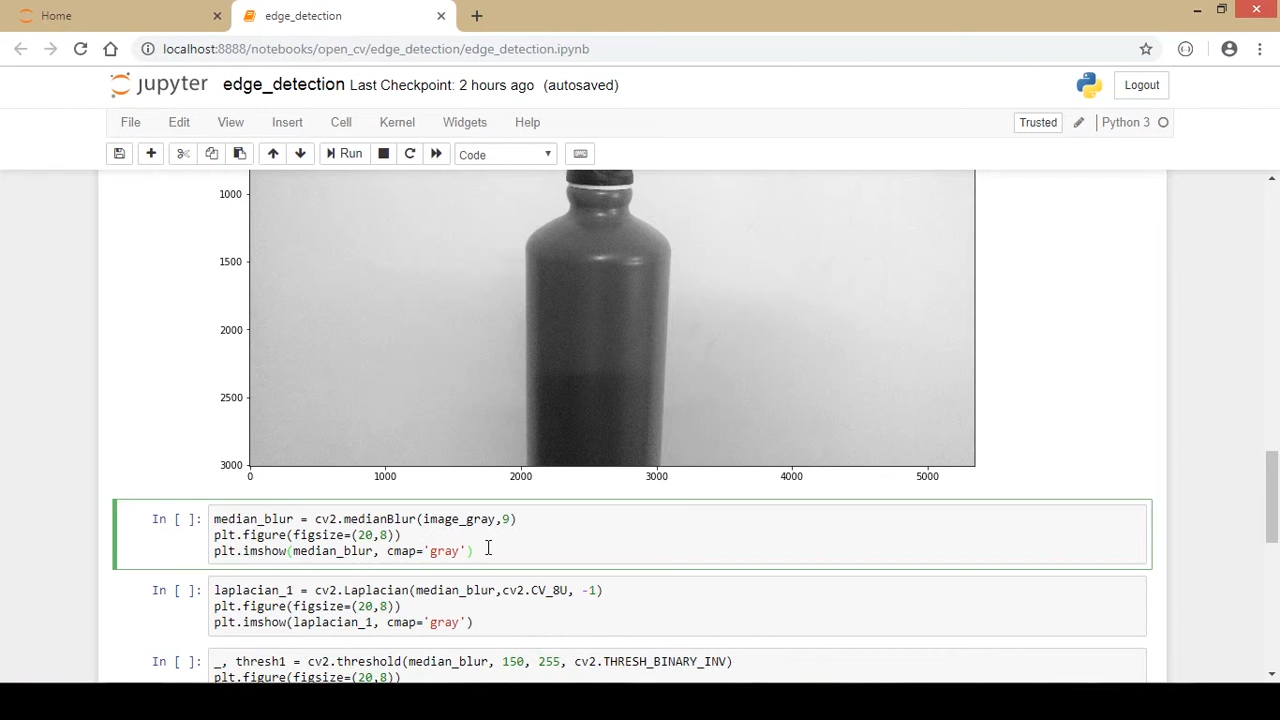 Home
edge_detection
localhost:8888/notebooks/open_cv/edge_detection/edge_detection.ipynb
jupyter edge_detection Last Checkpoint: 2 hours ago (autosaved)
Logout
File Edit View Insert Cell Kernel Widgets Help
Trusted
Python 3
Run
Code
1000
1500
2000
2500
3000
0 1000 2000 3000 4000 5000
In [ ]: median_blur = cv2.medianBlur(image_gray,9)
plt.figure(figsize=(20,8))
plt.imshow(median_blur, cmap='gray')
In [ ]: laplacian_1 = cv2.Laplacian(median_blur,cv2.CV_8U, -1)
plt.figure(figsize=(20,8))
plt.imshow(laplacian_1, cmap='gray')
In [ ]: _, thresh1 = cv2.threshold(median_blur, 150, 255, cv2.THRESH_BINARY_INV)
plt.figure(figsize=(20,8))